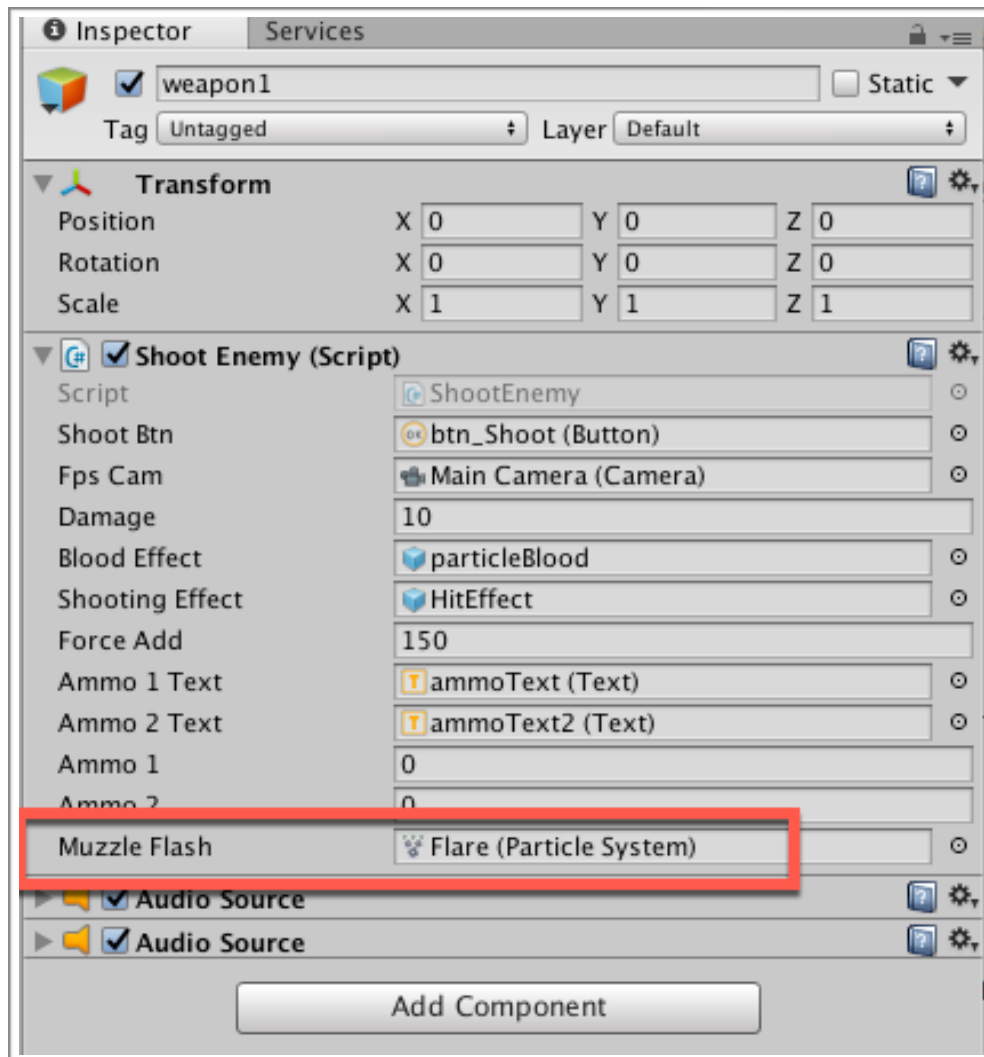 Inspector Services
weapon1 Static
Tag Untagged Layer Default
Transform
Position X 0 Y 0 Z 0
Rotation X 0 Y 0 Z 0
Scale X 1 Y 1 Z 1
Shoot Enemy (Script)
Script ShootEnemy
Shoot Btn btn_Shoot (Button)
Fps Cam Main Camera (Camera)
Damage 10
Blood Effect particleBlood
Shooting Effect HitEffect
Force Add 150
Ammo 1 Text ammoText (Text)
Ammo 2 Text ammoText2 (Text)
Ammo 1 0
Ammo 2 0
Muzzle Flash Flare (Particle System)
Audio Source
Audio Source
Add Component